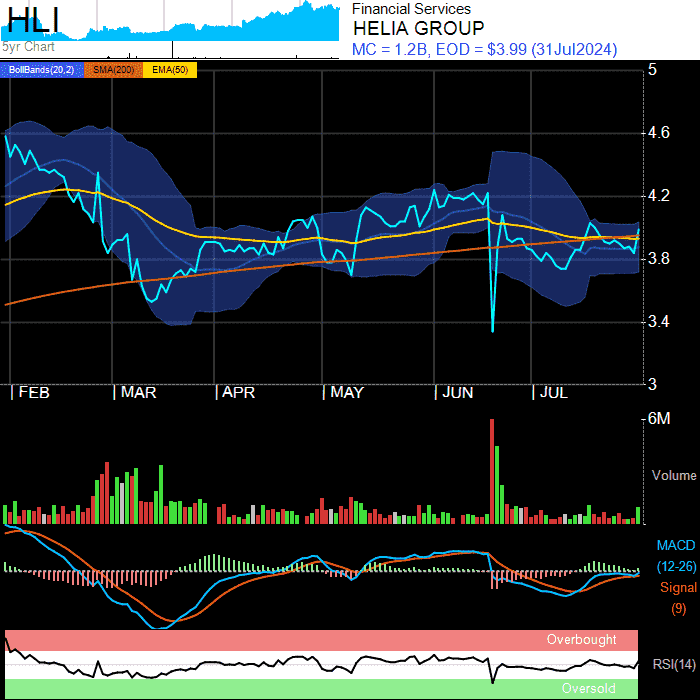 HLI
5yr Chart
Financial Services
HELIA GROUP
MC = 1.2B, EOD = $3.99 (31Jul2024)
BollBands(20,2) SMA(200) EMA(50)
5
4.6
4.2
3.8
3.4
3
FEB MAR APR MAY JUN JUL
6M
Volume
MACD
(12-26)
Signal
(9)
Overbought
RSI(14)
Oversold